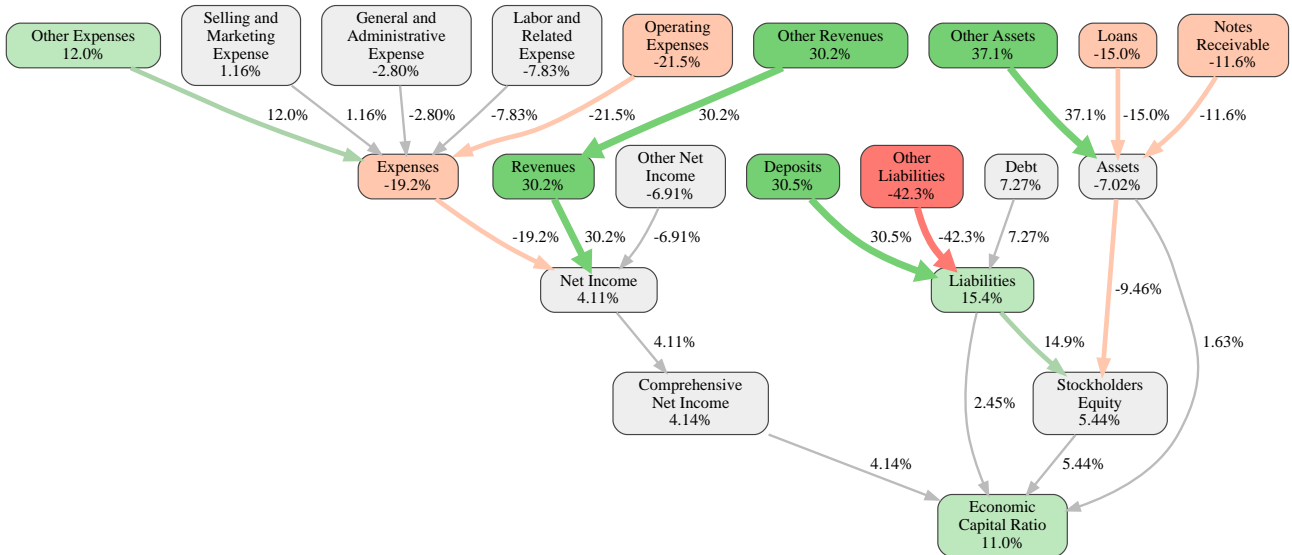 Other Expenses
12.0%
Selling and
Marketing
Expense
1.16%
General and
Administrative
Expense
-2.80%
Labor and
Related
Expense
-7.83%
Operating
Expenses
-21.5%
Other Revenues
30.2%
Other Assets
37.1%
Loans
-15.0%
Notes
Receivable
-11.6%
12.0%
1.16%
-2.80%
-7.83%
-21.5%
30.2%
37.1%
-15.0%
-11.6%
Expenses
-19.2%
Revenues
30.2%
Other Net
Income
-6.91%
Deposits
30.5%
Other
Liabilities
-42.3%
Debt
7.27%
Assets
-7.02%
-19.2%
30.2%
-6.91%
30.5%
-42.3%
7.27%
-9.46%
Net Income
4.11%
Liabilities
15.4%
4.11%
14.9%
1.63%
Comprehensive
Net Income
4.14%
2.45%
Stockholders
Equity
5.44%
4.14%
5.44%
Economic
Capital Ratio
11.0%